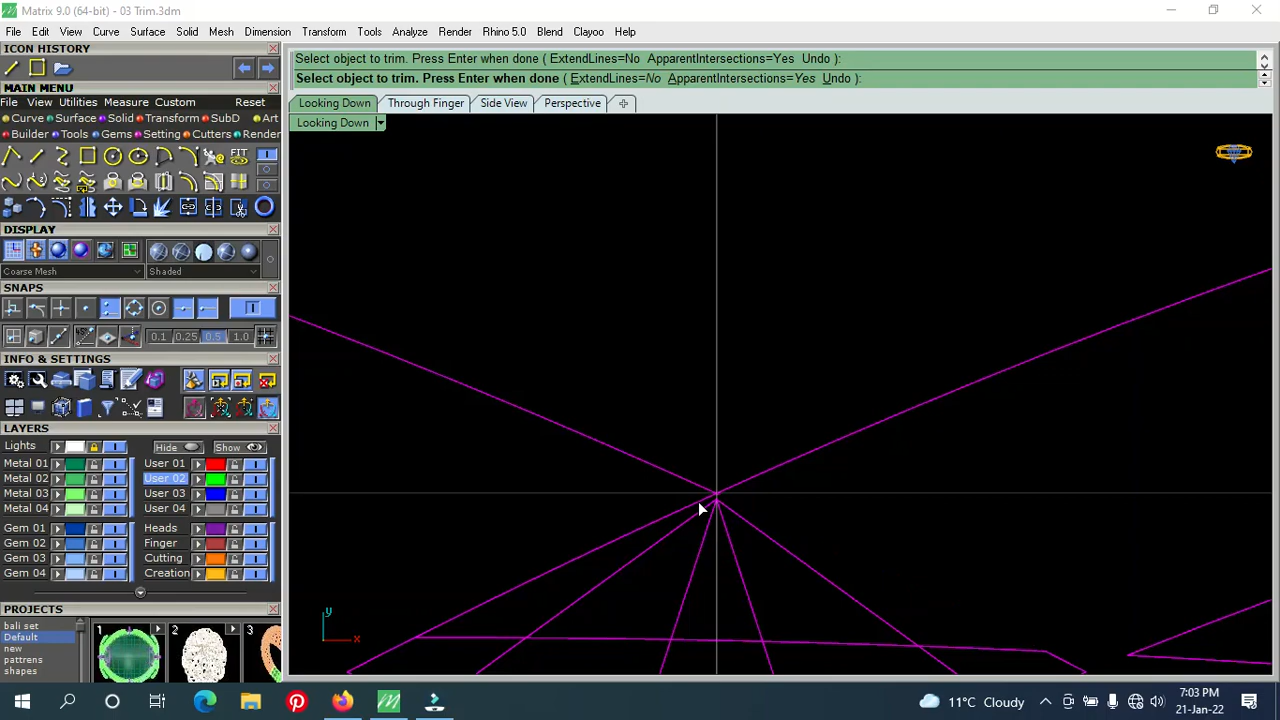 Matrix 9.0 (64-bit) - 03 Trim.3dm
File Edit View Curve Surface Solid Mesh Dimension Transform Tools Analyze Render Rhino 5.0 Blend Clayoo Help
ICON HISTORY
MAIN MENU
File View Utilities Measure Custom Reset
Curve Surface Solid Transform SubD Art
Builder Tools Gems Setting Cutters Render
FIT
DISPLAY
Coarse Mesh Shaded
SNAPS
0.1 0.25 0.5 1.0
INFO & SETTINGS
LAYERS
Lights Hide Show
Metal 01 User 01
Metal 02 User 02
Metal 03 User 03
Metal 04 User 04
Gem 01 Heads
Gem 02 Finger
Gem 03 Cutting
Gem 04 Creation
PROJECTS
bali set
Default
new
pattrens
shapes
1 2 3
Select object to trim. Press Enter when done ( ExtendLines=No ApparentIntersections=Yes Undo ):
Select object to trim. Press Enter when done ( ExtendLines=No ApparentIntersections=Yes Undo ):
Looking Down Through Finger Side View Perspective
Looking Down
y
x
11°C Cloudy
7:03 PM
21-Jan-22